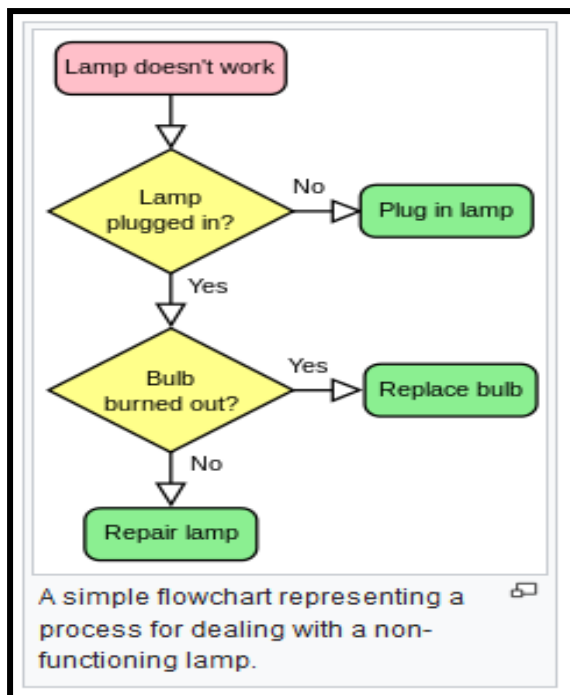 Lamp doesn't work
Lamp
plugged in?
No
Plug in lamp
Yes
Bulb
burned out?
Yes
Replace bulb
No
Repair lamp
A simple flowchart representing a
process for dealing with a non-
functioning lamp.